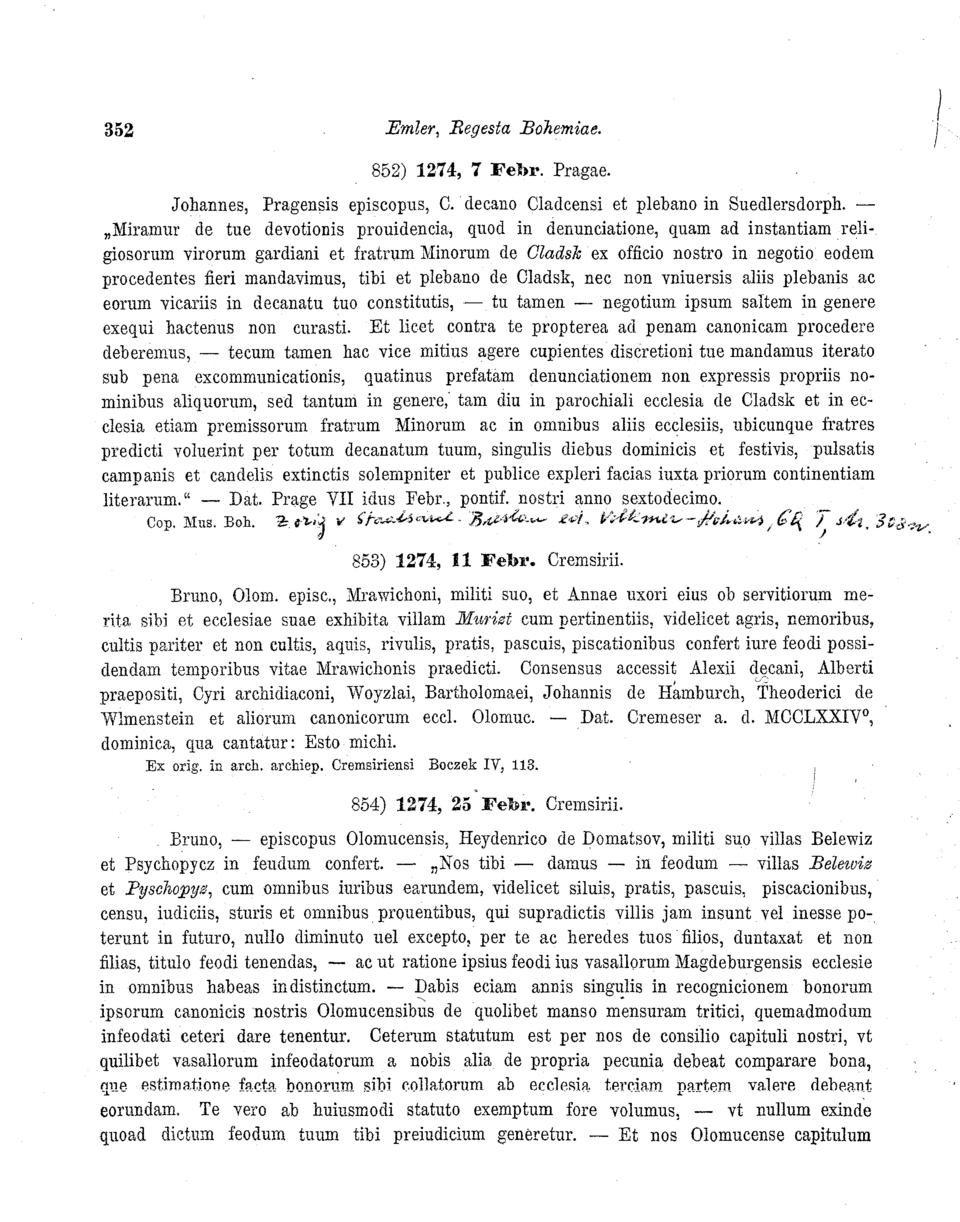 352
Emler, Regesta Bohemiae.
852) 1274, 7 Febr. Pragae.
Johannes, Pragensis episcopus, C. decano Cladcensi et plebano in Suedlersdorph. —
„Miramur de tue devotionis prouidencia, quod in denunciatione, quam ad instantiam reli-
giosorum virorum gardiani et fratrum Minorum de Cladsk ex officio nostro in negotio eodem
procedentes fieri mandavimus, tibi et plebano de Cladsk, nec non vniuersis aliis plebanis ac
eorum vicariis in decanatu tuo constitutis, — tu tamen — negotium ipsum saltem in genere
exequi hactenus non curasti. Et licet contra te propterea ad penam canonicam procedere
deberemus, — tecum tamen hac vice mitius agere cupientes discretioni tue mandamus iterato
sub pena excommunicationis, quatinus prefatam denunciationem non expressis propriis no-
minibus aliquorum, sed tantum in genere, tam diu in parochiali ecclesia de Cladsk et in ec-
clesia etiam premissorum fratrum Minorum ac in omnibus aliis ecclesiis, ubicunque fratres
predicti voluerint per totum decanatum tuum, singulis diebus dominicis et festivis, pulsatis
campanis et candelis extinctis solempniter et publice expleri facias iuxta priorum continentiam
literarum." — Dat. Prage VII idus Febr., pontif. nostri anno sextodecimo.
Cop. Mus. Boh. Z orig v Staatsarch. Breslau ed. Volkmer-Hohaus, GQ I, str.
853) 1274, 11 Febr. Cremsirii.
Bruno, Olom. episc., Mrawichoni, militi suo, et Annae uxori eius ob servitiorum me-
rita sibi et ecclesiae suae exhibita villam Murizt cum pertinentiis, videlicet agris, nemoribus,
cultis pariter et non cultis, aquis, rivulis, pratis, pascuis, piscationibus confert iure feodi possi-
dendam temporibus vitae Mrawichonis praedicti. Consensus accessit Alexii decani, Alberti
praepositi, Cyri archidiaconi, Woyzlai, Bartholomaei, Johannis de Hamburch, Theoderici de
Wlmenstein et aliorum canonicorum eccl. Olomuc. — Dat. Cremeser a. d. MCCLXXIV⁰,
dominica, qua cantatur: Esto michi.
Ex orig. in arch. archiep. Cremsiriensi Boczek IV, 113.
854) 1274, 25 Febr. Cremsirii.
Bruno, — episcopus Olomucensis, Heydenrico de Domatsov, militi suo villas Belewiz
et Psychopycz in feudum confert. — „Nos tibi — damus — in feodum — villas Belewiz
et Pyschopyz, cum omnibus iuribus earundem, videlicet siluis, pratis, pascuis, piscacionibus,
censu, iudiciis, sturis et omnibus prouentibus, qui supradictis villis jam insunt vel inesse po-
terunt in futuro, nullo diminuto uel excepto, per te ac heredes tuos filios, duntaxat et non
filias, titulo feodi tenendas, — ac ut ratione ipsius feodi ius vasallorum Magdeburgensis ecclesie
in omnibus habeas indistinctum. — Dabis eciam annis singulis in recognicionem bonorum
ipsorum canonicis nostris Olomucensibus de quolibet manso mensuram tritici, quemadmodum
infeodati ceteri dare tenentur. Ceterum statutum est per nos de consilio capituli nostri, vt
quilibet vasallorum infeodatorum a nobis alia de propria pecunia debeat comparare bona,
que estimatione facta bonorum sibi collatorum ab ecclesia terciam partem valere debeant
eorundam. Te vero ab huiusmodi statuto exemptum fore volumus, — vt nullum exinde
quoad dictum feodum tuum tibi preiudicium generetur. — Et nos Olomucense capitulum